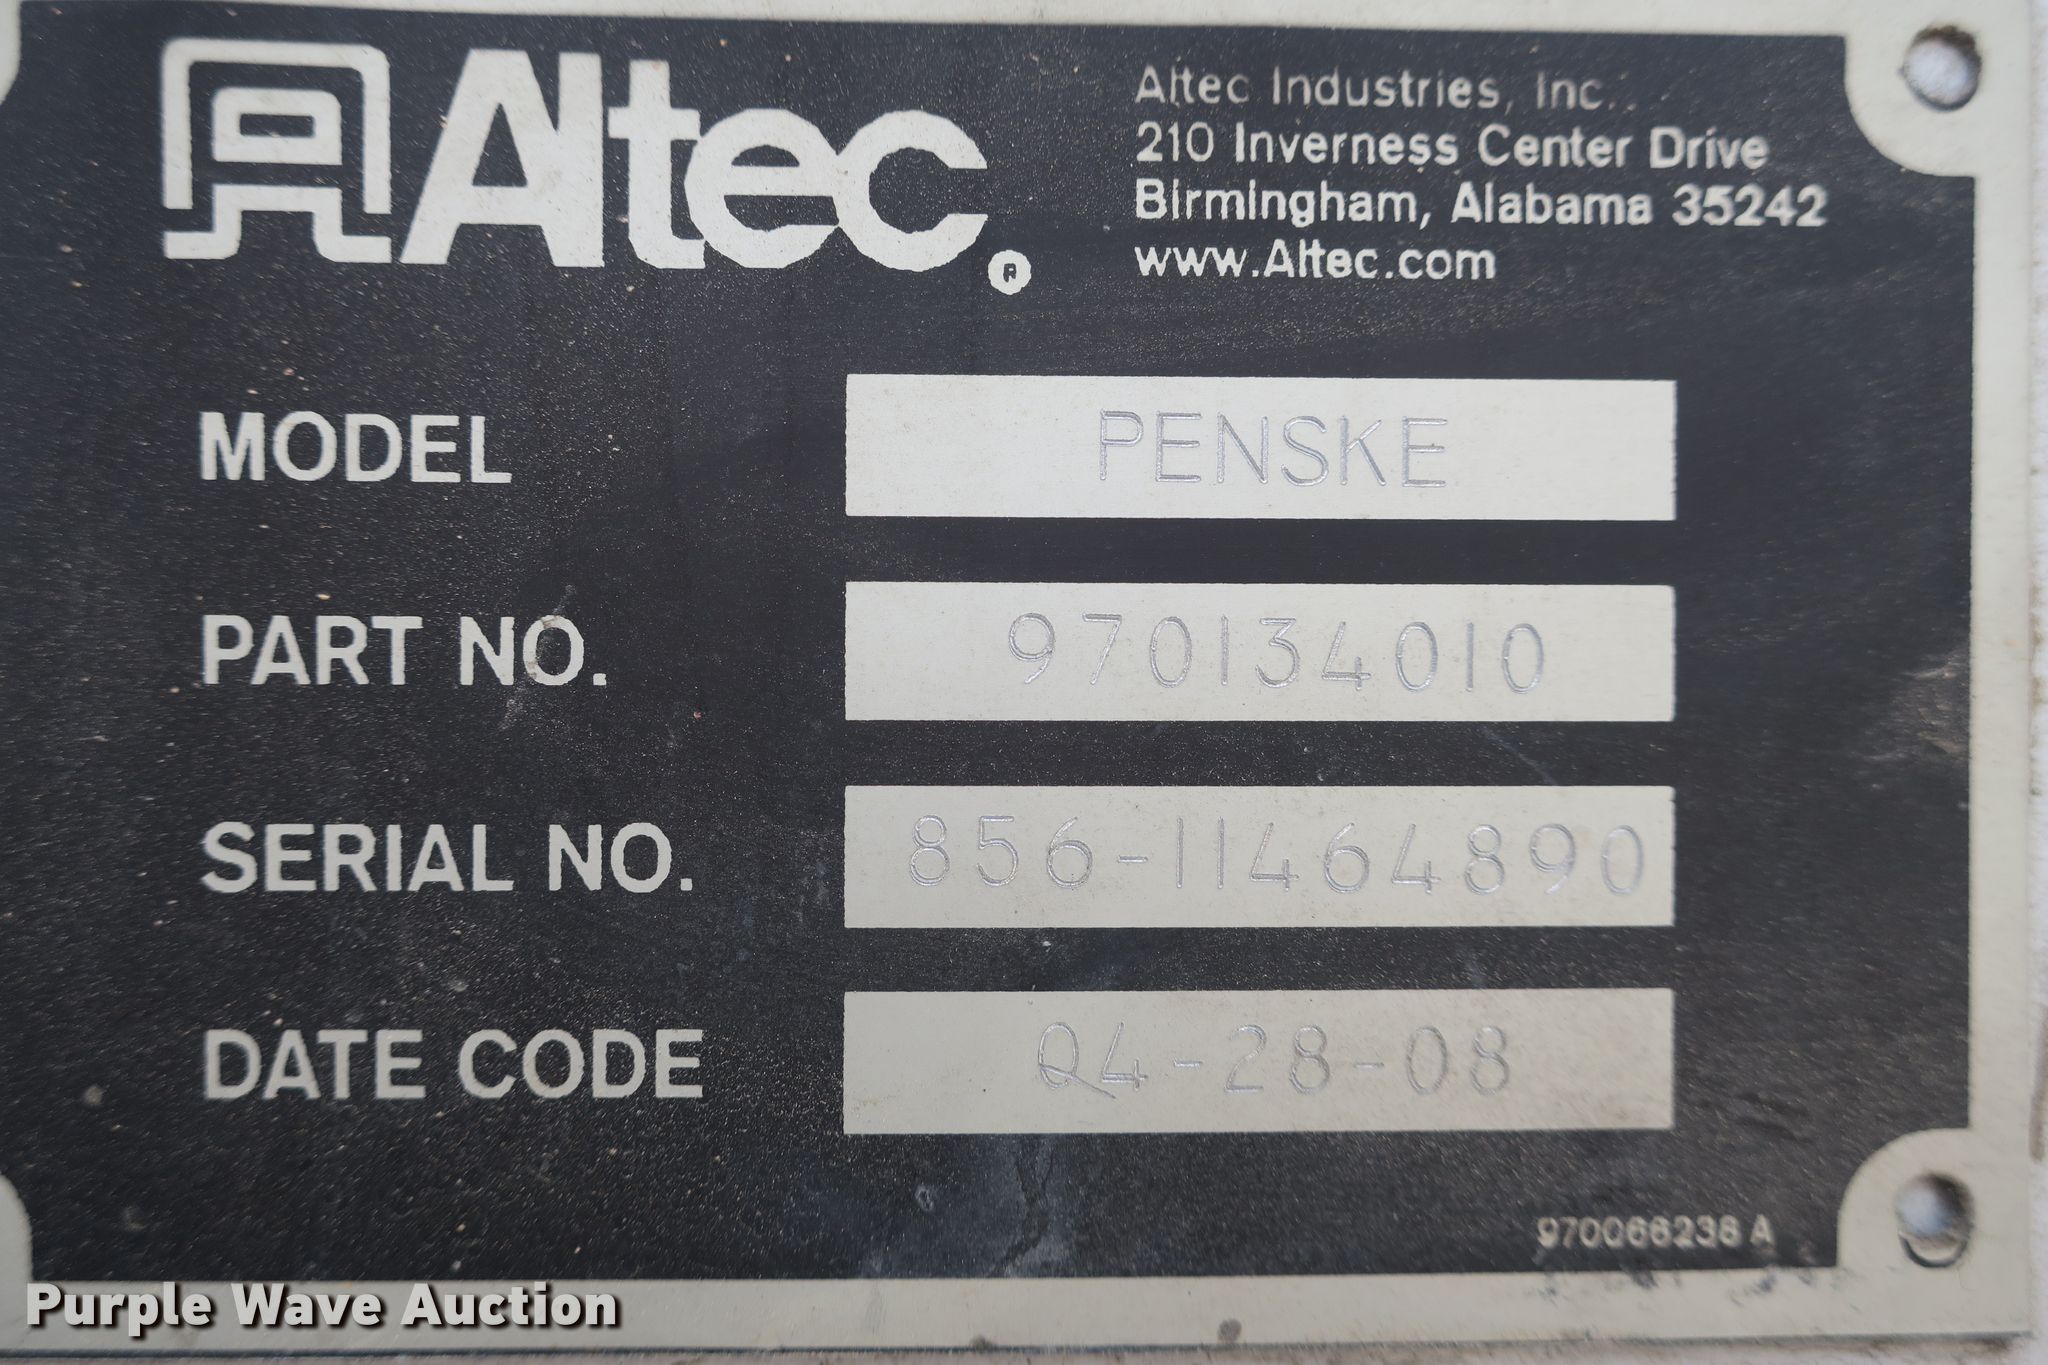 Altec®
Altec Industries, Inc.
210 Inverness Center Drive
Birmingham, Alabama 35242
www.Altec.com
MODEL PENSKE
PART NO. 970134010
SERIAL NO. 856-11464890
DATE CODE Q4-28-08
970066238 A
Purple Wave Auction